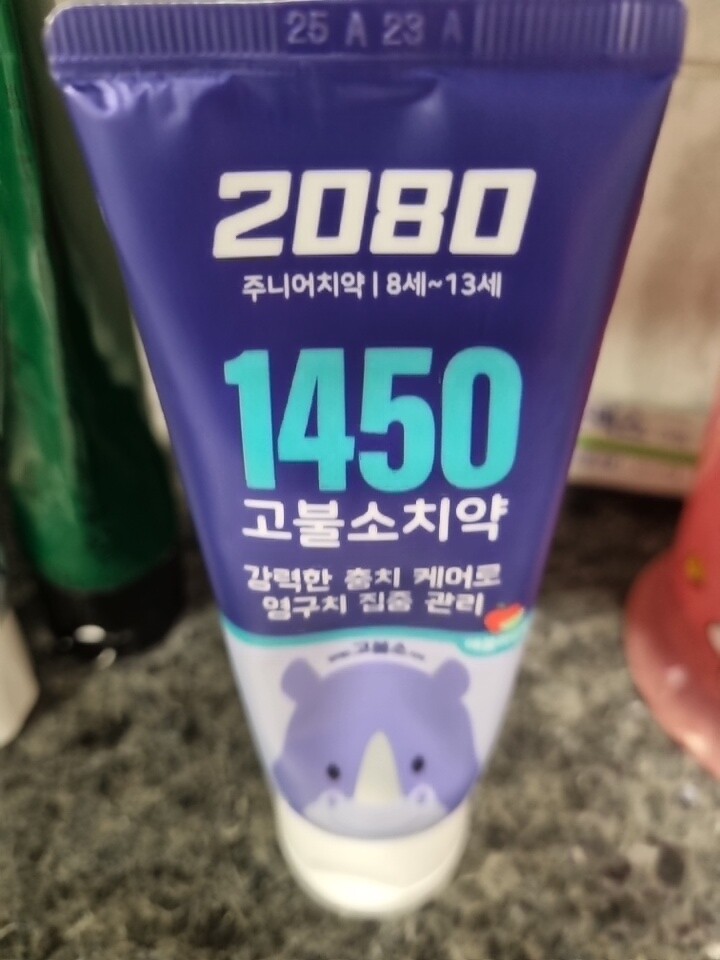 25 A 23 A
2080
주니어치약 | 8세~13세
1450
고불소치약
강력한 충치 케어로
영구치 집중 관리
고불소